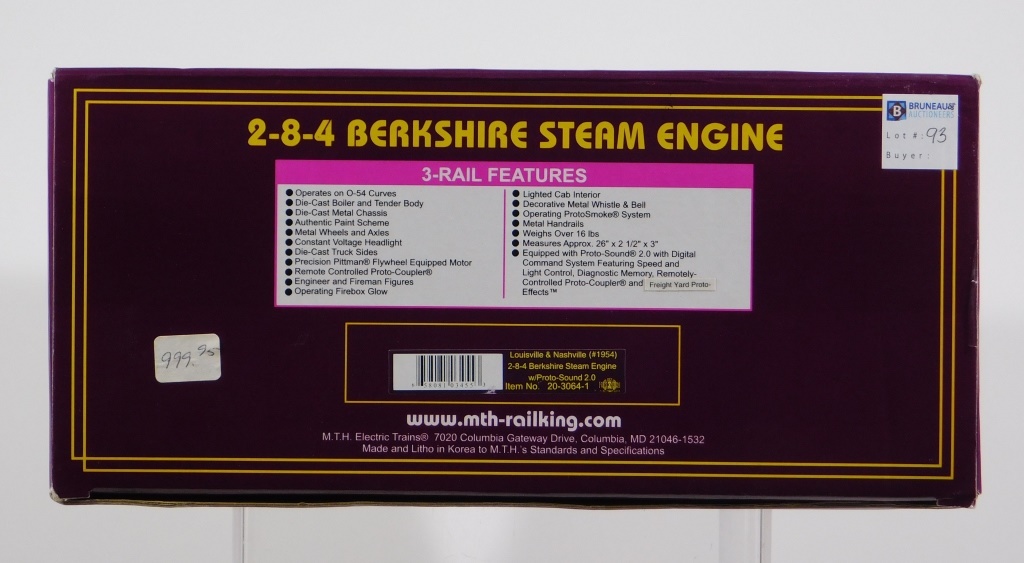 2-8-4 BERKSHIRE STEAM ENGINE
BRUNEAU &
AUCTIONEERS
Lot #: 93
Buyer:
3-RAIL FEATURES
● Operates on O-54 Curves
● Die-Cast Boiler and Tender Body
● Die-Cast Metal Chassis
● Authentic Paint Scheme
● Metal Wheels and Axles
● Constant Voltage Headlight
● Die-Cast Truck Sides
● Precision Pittman® Flywheel Equipped Motor
● Remote Controlled Proto-Coupler®
● Engineer and Fireman Figures
● Operating Firebox Glow
● Lighted Cab Interior
● Decorative Metal Whistle & Bell
● Operating ProtoSmoke® System
● Metal Handrails
● Weighs Over 16 lbs
● Measures Approx. 26" x 2 1/2" x 3"
● Equipped with Proto-Sound® 2.0 with Digital
Command System Featuring Speed and
Light Control, Diagnostic Memory, Remotely-
Controlled Proto-Coupler® and Freight Yard Proto-
Effects™
999.95
Louisville & Nashville (#1954)
2-8-4 Berkshire Steam Engine
w/Proto-Sound 2.0
Item No. 20-3064-1
www.mth-railking.com
M.T.H. Electric Trains® 7020 Columbia Gateway Drive, Columbia, MD 21046-1532
Made and Litho in Korea to M.T.H.'s Standards and Specifications